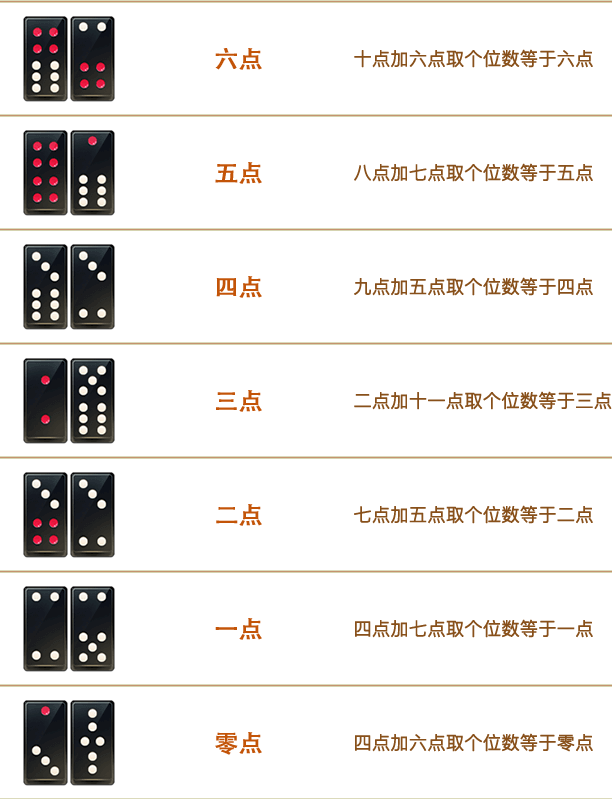 六点 十点加六点取个位数等于六点
五点 八点加七点取个位数等于五点
四点 九点加五点取个位数等于四点
三点 二点加十一点取个位数等于三点
二点 七点加五点取个位数等于二点
一点 四点加七点取个位数等于一点
零点 四点加六点取个位数等于零点